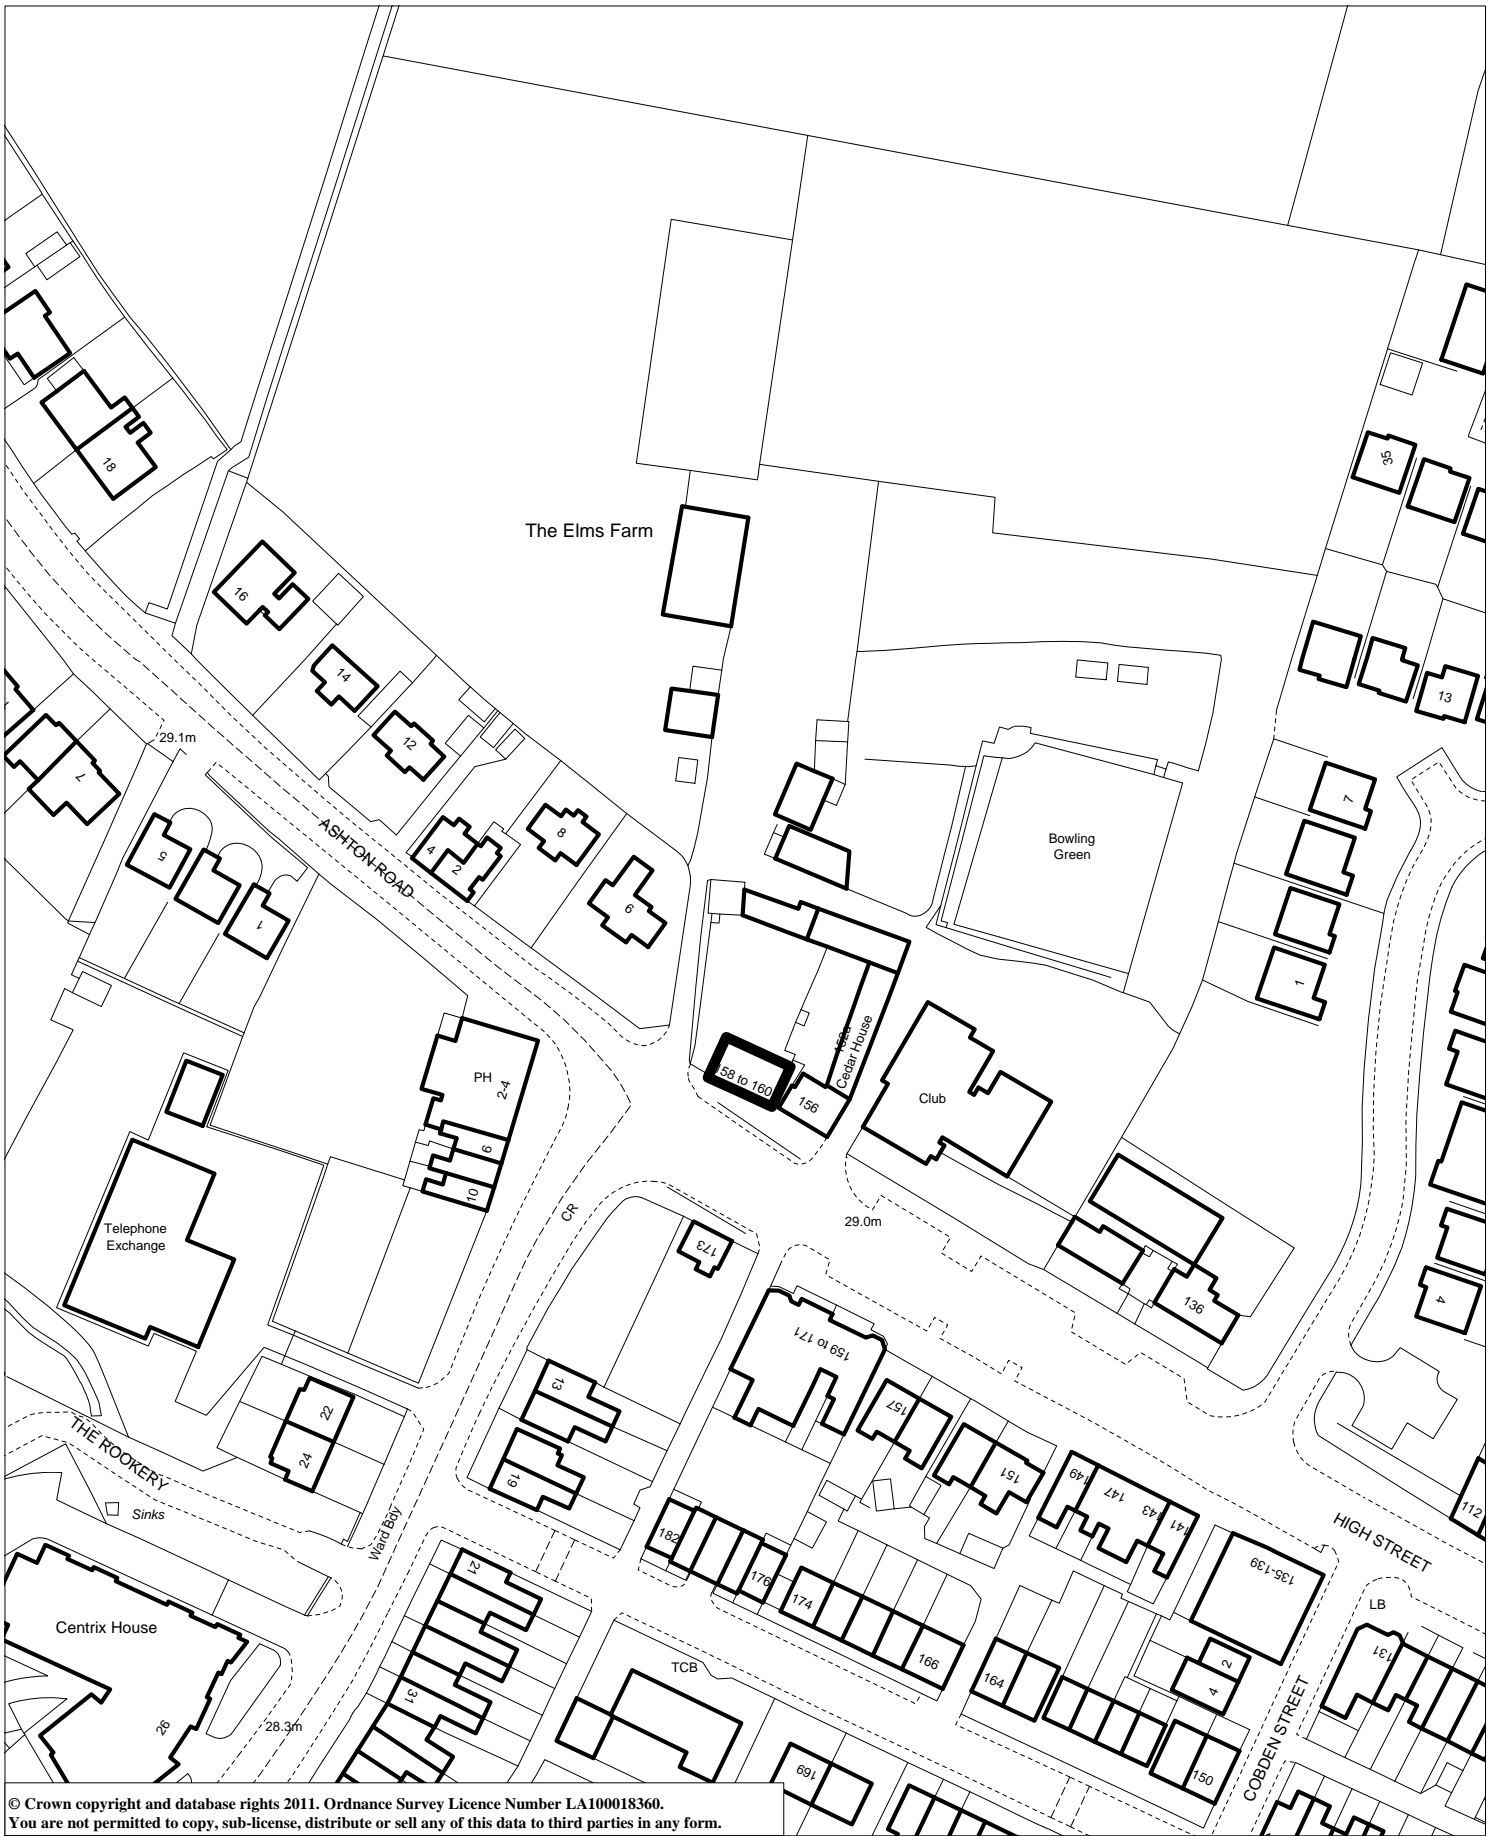 The Elms Farm
18
16
14
12
35
13
29.1m
7
7
5
1
ASHTON ROAD
4
2
8
6
Bowling
Green
1
PH
2-4
6
10
158 to 160
156
152a
Cedar House
Club
Telephone
Exchange
CR
173
29.0m
136
4
159 to 171
157
151
149
147
143
141
13
19
22
24
THE ROOKERY
Sinks
Ward Bdy
182
176
174
166
164
135-139
HIGH STREET
112
LB
131
2
4
150
COBDEN STREET
21
31
TCB
169
Centrix House
26
28.3m
© Crown copyright and database rights 2011. Ordnance Survey Licence Number LA100018360.
You are not permitted to copy, sub-license, distribute or sell any of this data to third parties in any form.